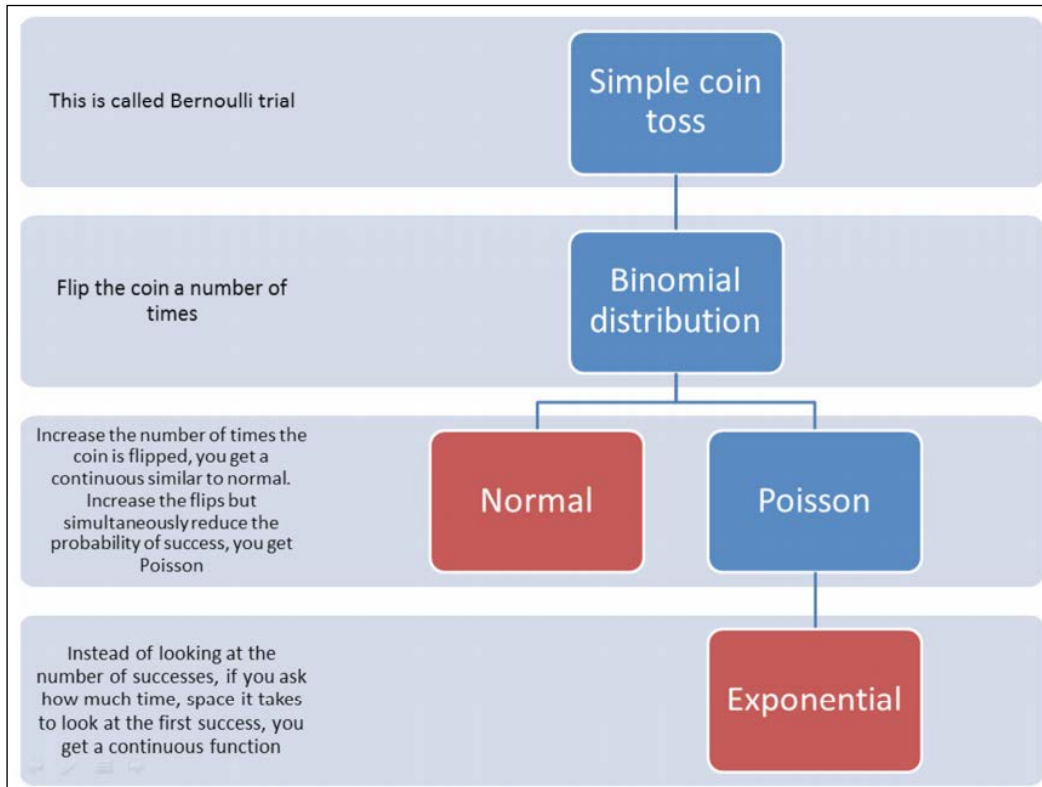 This is called Bernoulli trial
Simple coin
toss
Flip the coin a number of
times
Binomial
distribution
Increase the number of times the
coin is flipped, you get a
continuous similar to normal.
Increase the flips but
simultaneously reduce the
probability of success, you get
Poisson
Normal
Poisson
Instead of looking at the
number of successes, if you ask
how much time, space it takes
to look at the first success, you
get a continuous function
Exponential